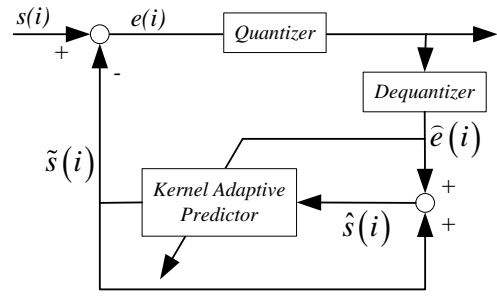 s(i)
e(i)
Quantizer
+
-
Dequantizer
s̃(i)
ê(i)
Kernel Adaptive
Predictor
+
ŝ(i)
+